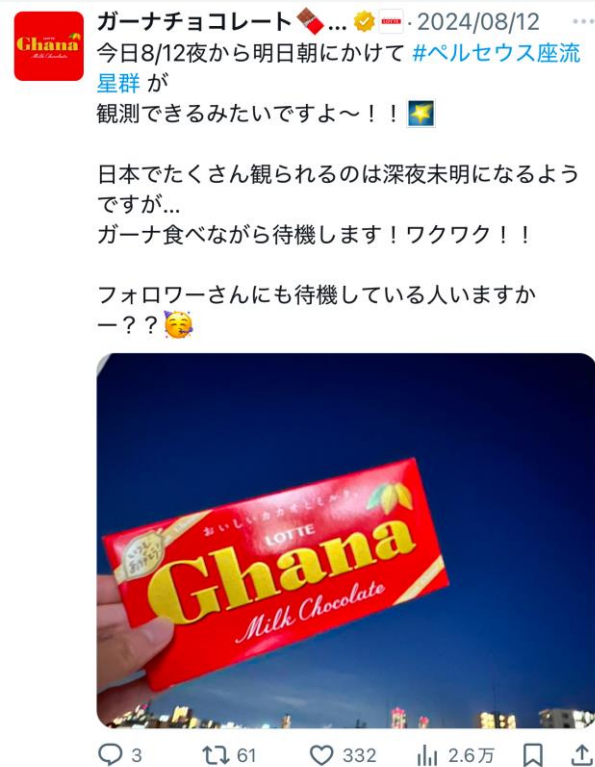 Ghana
Milk Chocolate
ガーナチョコレート🍫... · 2024/08/12
今日8/12夜から明日朝にかけて #ペルセウス座流
星群 が
観測できるみたいですよ〜！！🌠
日本でたくさん観られるのは深夜未明になるよう
ですが...
ガーナ食べながら待機します！ワクワク！！
フォロワーさんにも待機している人いますか
ー？？🥳
おいしいカカオとミルク。
LOTTE
Ghana
Milk Chocolate
3 61 332 2.6万